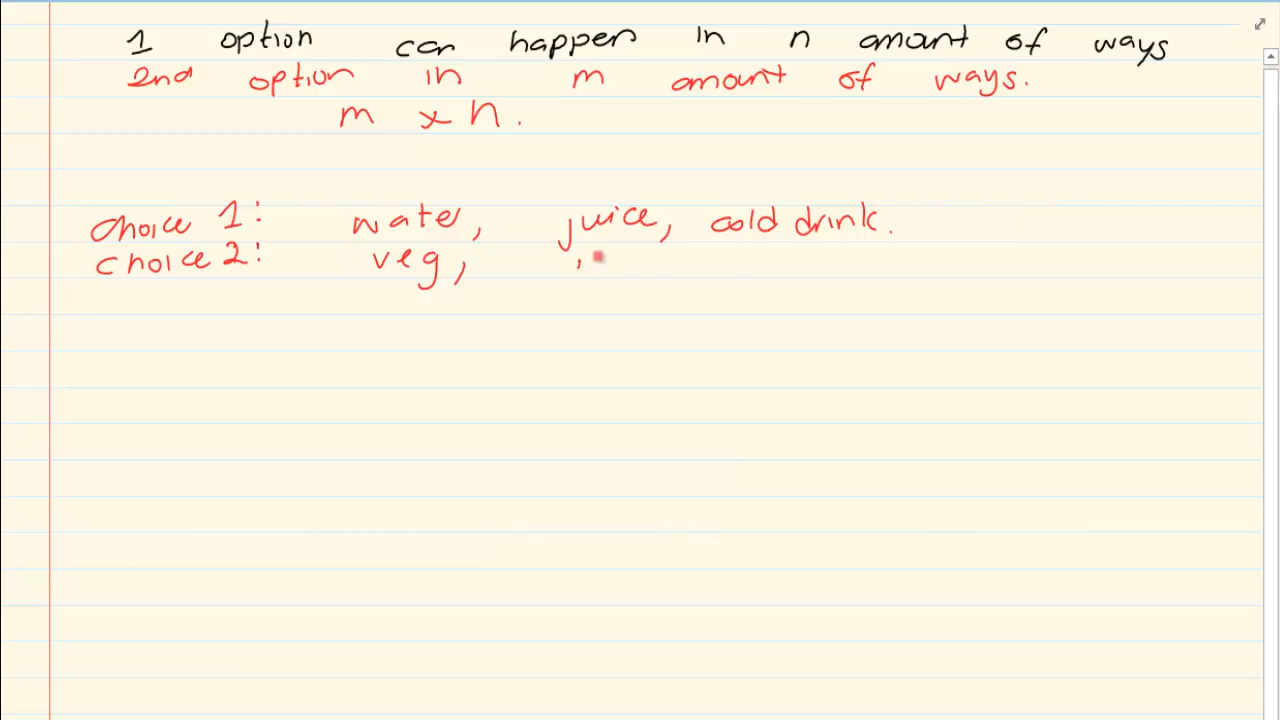 1 option can happen in n amount of ways
2nd option in m amount of ways.
m x n.
choice 1: water, juice, cold drink.
choice 2: veg, ,